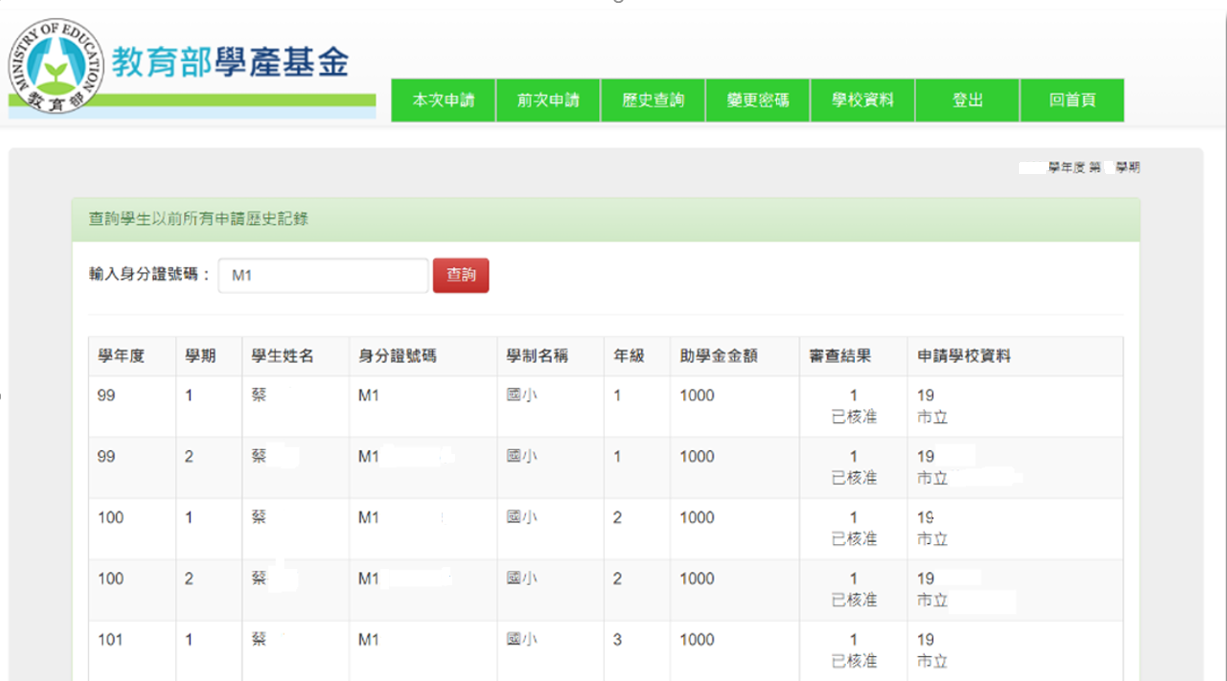 MINISTRY OF EDUCATION
教育部
教育部學產基金
本次申請 前次申請 歷史查詢 變更密碼 學校資料 登出 回首頁
學年度 第 學期
查詢學生以前所有申請歷史記錄
輸入身分證號碼： M1 查詢
學年度 學期 學生姓名 身分證號碼 學制名稱 年級 助學金金額 審查結果 申請學校資料
99 1 蔡 M1 國小 1 1000 1 19
已核准 市立
99 2 蔡 M1 國小 1 1000 1 19
已核准 市立
100 1 蔡 M1 國小 2 1000 1 19
已核准 市立
100 2 蔡 M1 國小 2 1000 1 19
已核准 市立
101 1 蔡 M1 國小 3 1000 1 19
已核准 市立